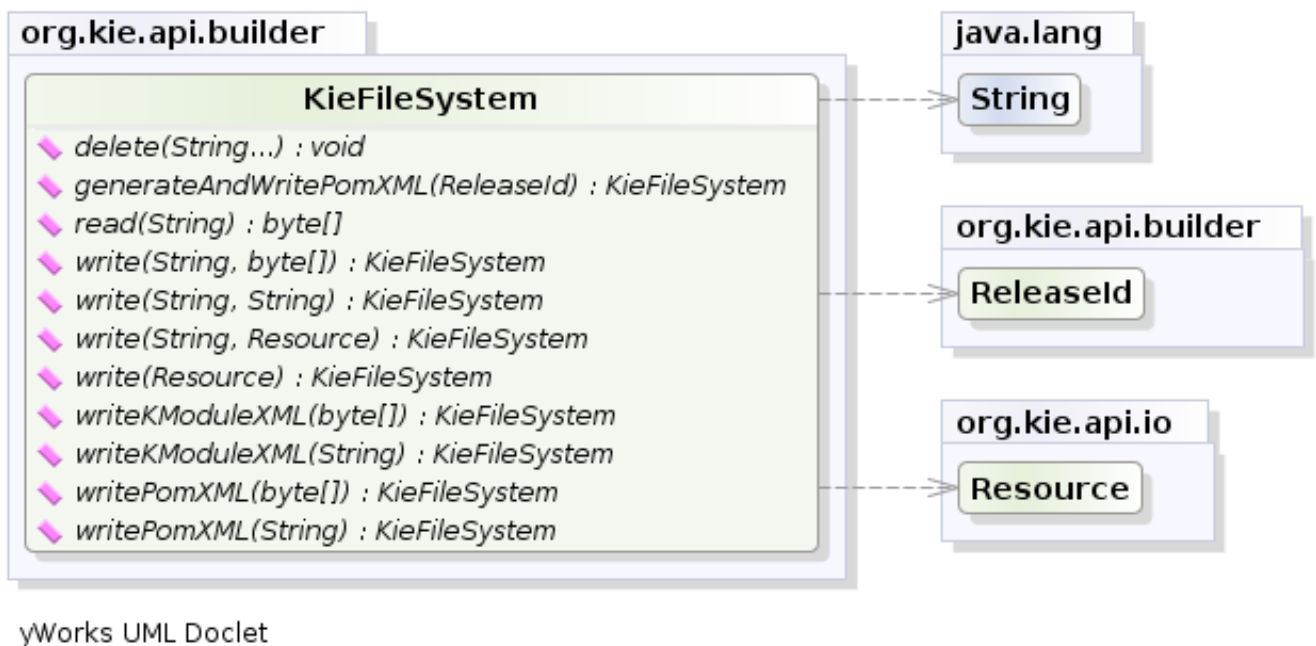 org.kie.api.builder
KieFileSystem
delete(String...) : void
generateAndWritePomXML(ReleaseId) : KieFileSystem
read(String) : byte[]
write(String, byte[]) : KieFileSystem
write(String, String) : KieFileSystem
write(String, Resource) : KieFileSystem
write(Resource) : KieFileSystem
writeKModuleXML(byte[]) : KieFileSystem
writeKModuleXML(String) : KieFileSystem
writePomXML(byte[]) : KieFileSystem
writePomXML(String) : KieFileSystem
java.lang
String
org.kie.api.builder
ReleaseId
org.kie.api.io
Resource
yWorks UML Doclet